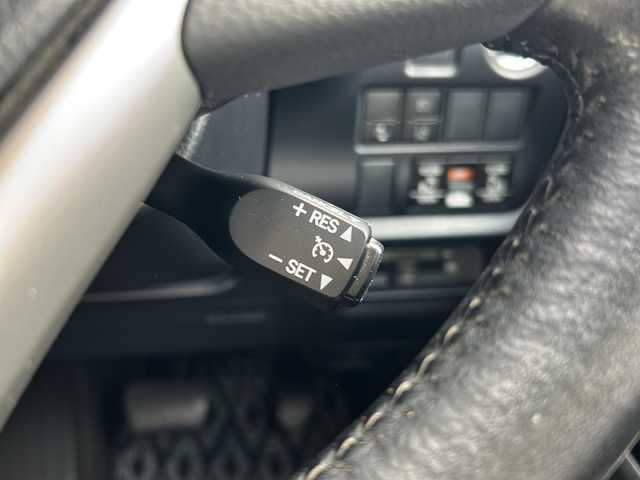 + RES ▲
◀
− SET ▼